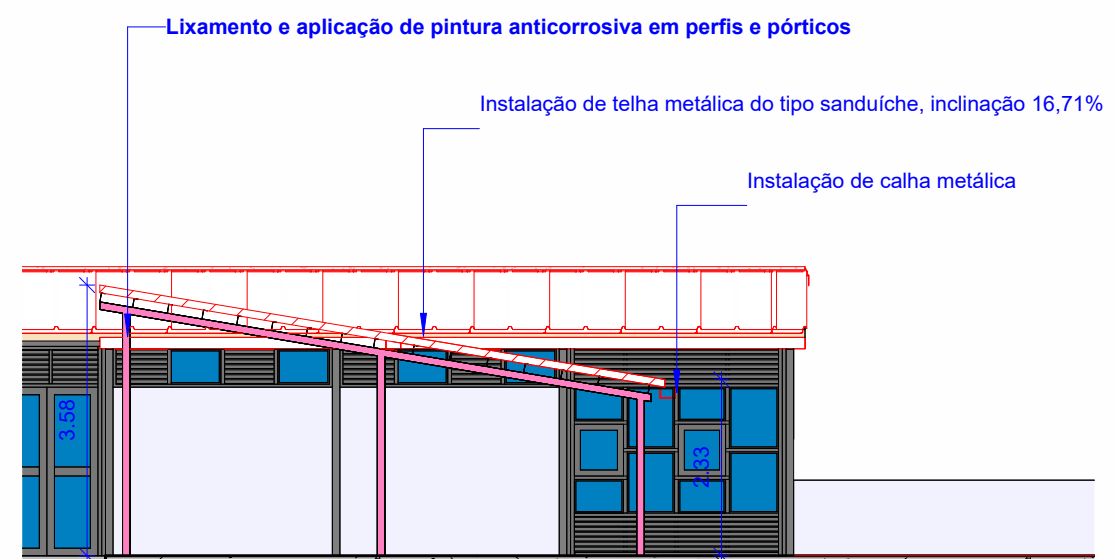 Lixamento e aplicação de pintura anticorrosiva em perfis e pórticos
Instalação de telha metálica do tipo sanduíche, inclinação 16,71%
Instalação de calha metálica
3.58
2.33